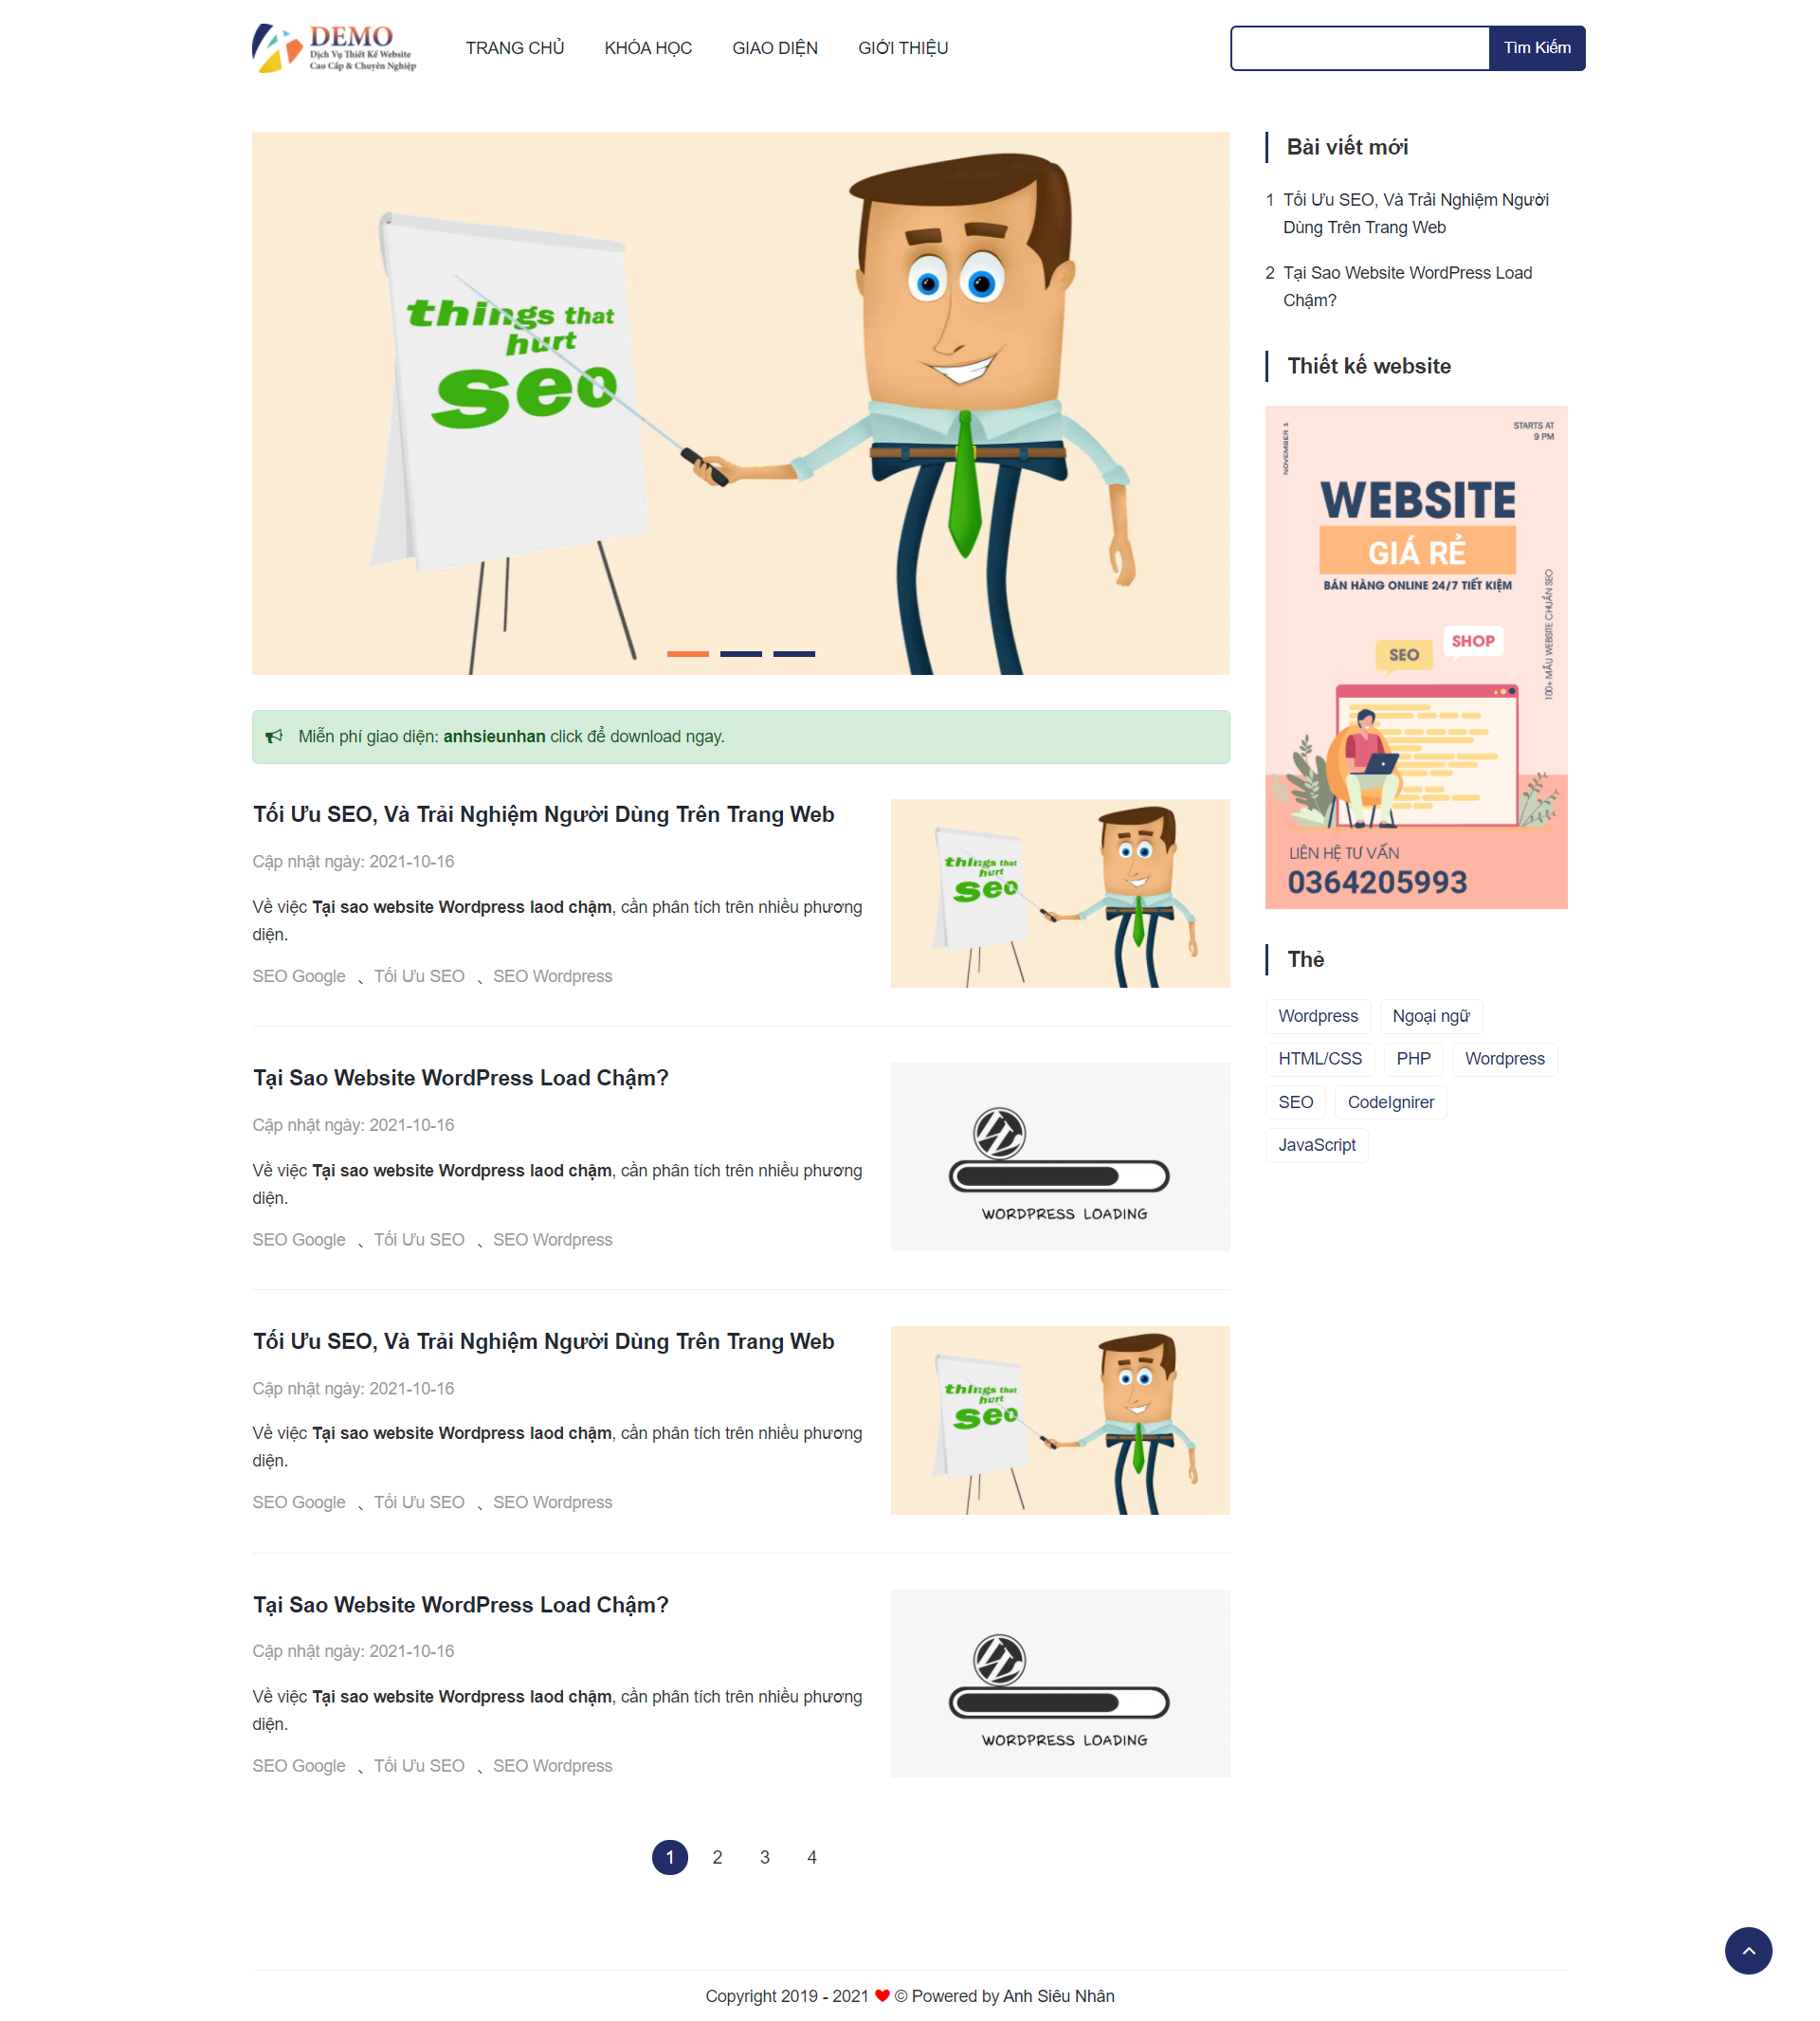 DEMO
Dịch Vụ Thiết Kế Website
Cao Cấp & Chuyên Nghiệp
TRANG CHỦ
KHÓA HỌC
GIAO DIỆN
GIỚI THIỆU
Tìm Kiếm
things that
hurt
seo
Miễn phí giao diện: anhsieunhan click để download ngay.
Tối Ưu SEO, Và Trải Nghiệm Người Dùng Trên Trang Web
Cập nhật ngày: 2021-10-16
Về việc Tại sao website Wordpress laod chậm, cần phân tích trên nhiều phương
diện.
SEO Google 、Tối Ưu SEO 、SEO Wordpress
things that
hurt
seo
Tại Sao Website WordPress Load Chậm?
Cập nhật ngày: 2021-10-16
Về việc Tại sao website Wordpress laod chậm, cần phân tích trên nhiều phương
diện.
SEO Google 、Tối Ưu SEO 、SEO Wordpress
WORDPRESS LOADING
Tối Ưu SEO, Và Trải Nghiệm Người Dùng Trên Trang Web
Cập nhật ngày: 2021-10-16
Về việc Tại sao website Wordpress laod chậm, cần phân tích trên nhiều phương
diện.
SEO Google 、Tối Ưu SEO 、SEO Wordpress
things that
hurt
seo
Tại Sao Website WordPress Load Chậm?
Cập nhật ngày: 2021-10-16
Về việc Tại sao website Wordpress laod chậm, cần phân tích trên nhiều phương
diện.
SEO Google 、Tối Ưu SEO 、SEO Wordpress
WORDPRESS LOADING
1 2 3 4
Bài viết mới
1 Tối Ưu SEO, Và Trải Nghiệm Người
Dùng Trên Trang Web
2 Tại Sao Website WordPress Load
Chậm?
Thiết kế website
NOVEMBER 1
STARTS AT
9 PM
WEBSITE
GIÁ RẺ
BÁN HÀNG ONLINE 24/7 TIẾT KIỆM
100+ MẪU WEBSITE CHUẨN SEO
SHOP
SEO
LIÊN HỆ TƯ VẤN
0364205993
Thẻ
Wordpress
Ngoại ngữ
HTML/CSS
PHP
Wordpress
SEO
CodeIgnirer
JavaScript
Copyright 2019 - 2021 ❤ © Powered by Anh Siêu Nhân